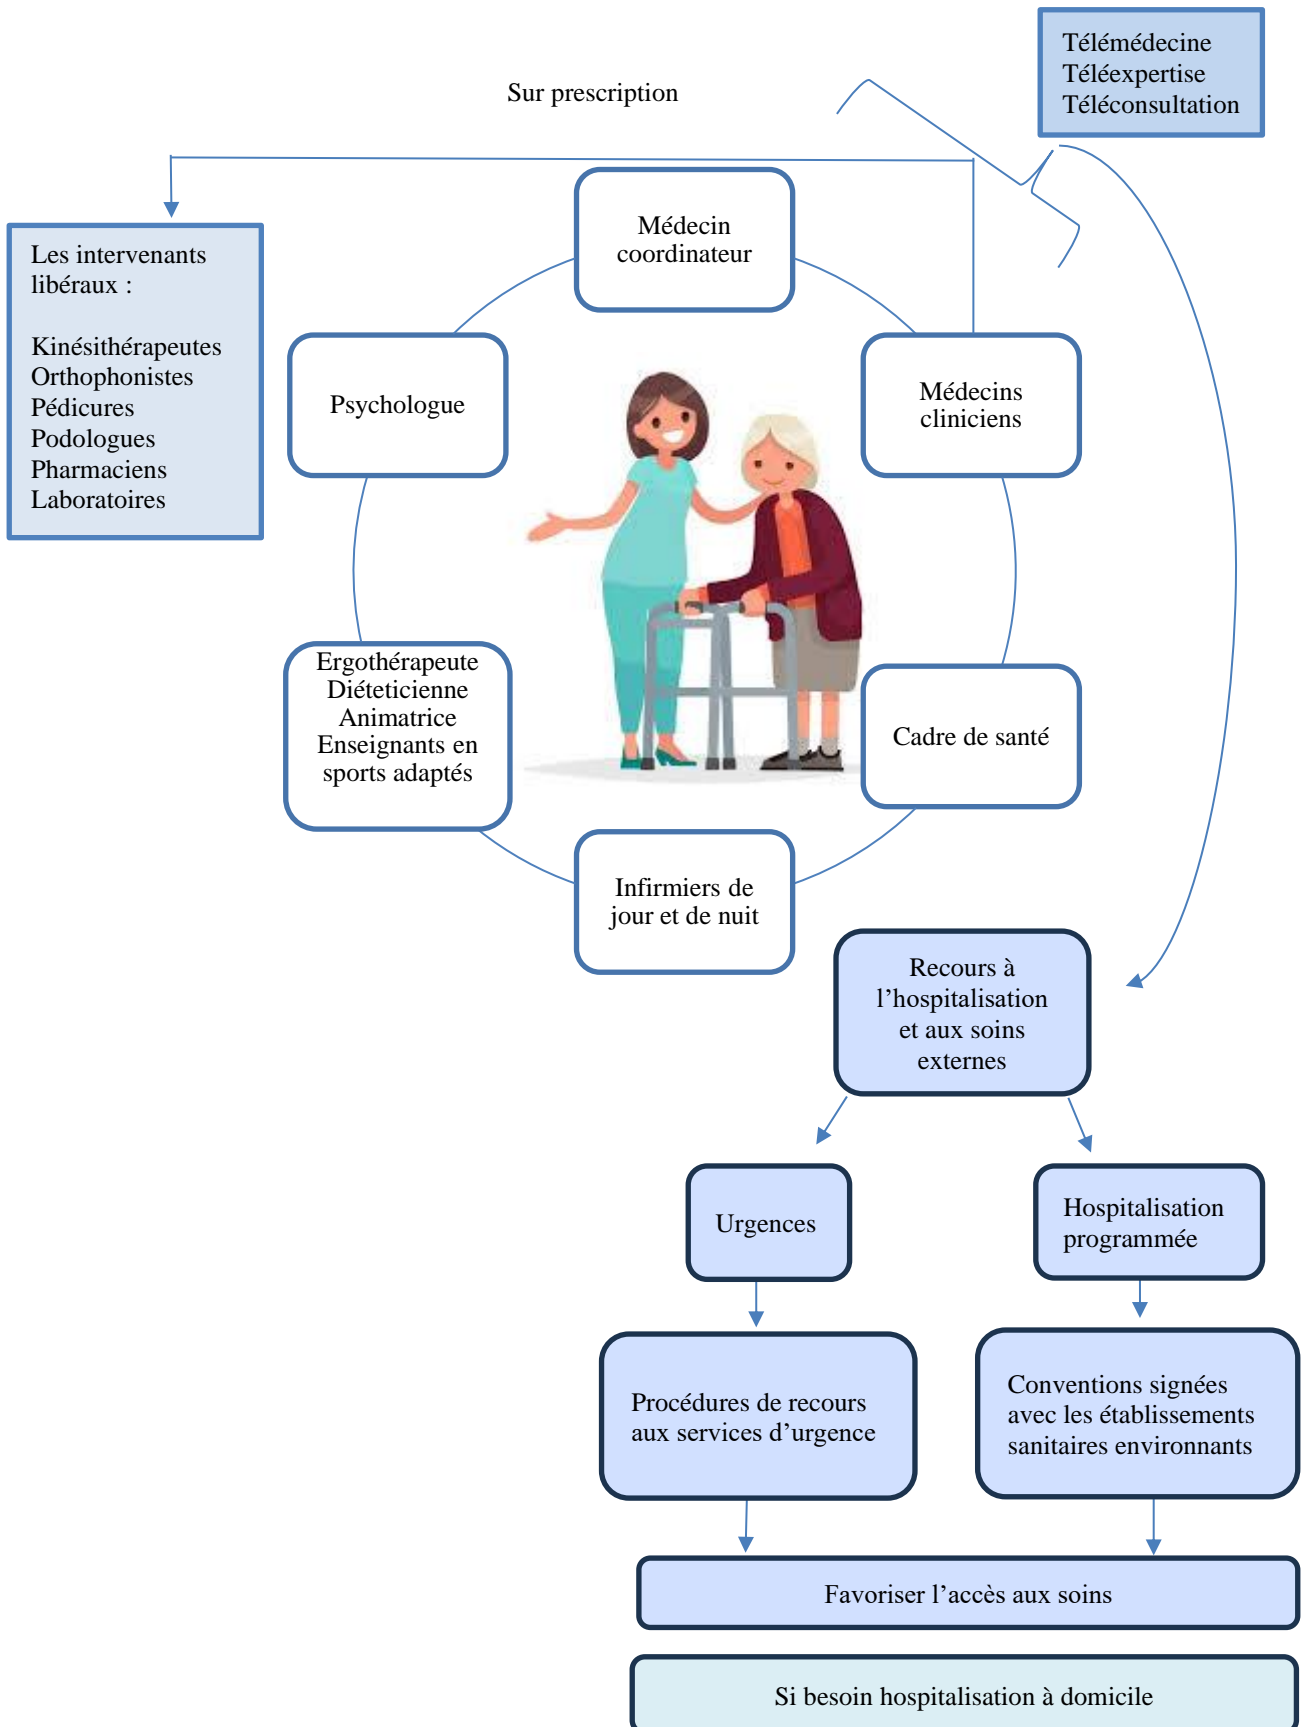 Télémédecine
Téléexpertise
Téléconsultation
Sur prescription
Les intervenants
libéraux :
Kinésithérapeutes
Orthophonistes
Pédicures
Podologues
Pharmaciens
Laboratoires
Médecin
coordinateur
Psychologue
Médecins
cliniciens
Ergothérapeute
Diéteticienne
Animatrice
Enseignants en
sports adaptés
Cadre de santé
Infirmiers de
jour et de nuit
Recours à
l’hospitalisation
et aux soins
externes
Urgences
Hospitalisation
programmée
Procédures de recours
aux services d’urgence
Conventions signées
avec les établissements
sanitaires environnants
Favoriser l’accès aux soins
Si besoin hospitalisation à domicile